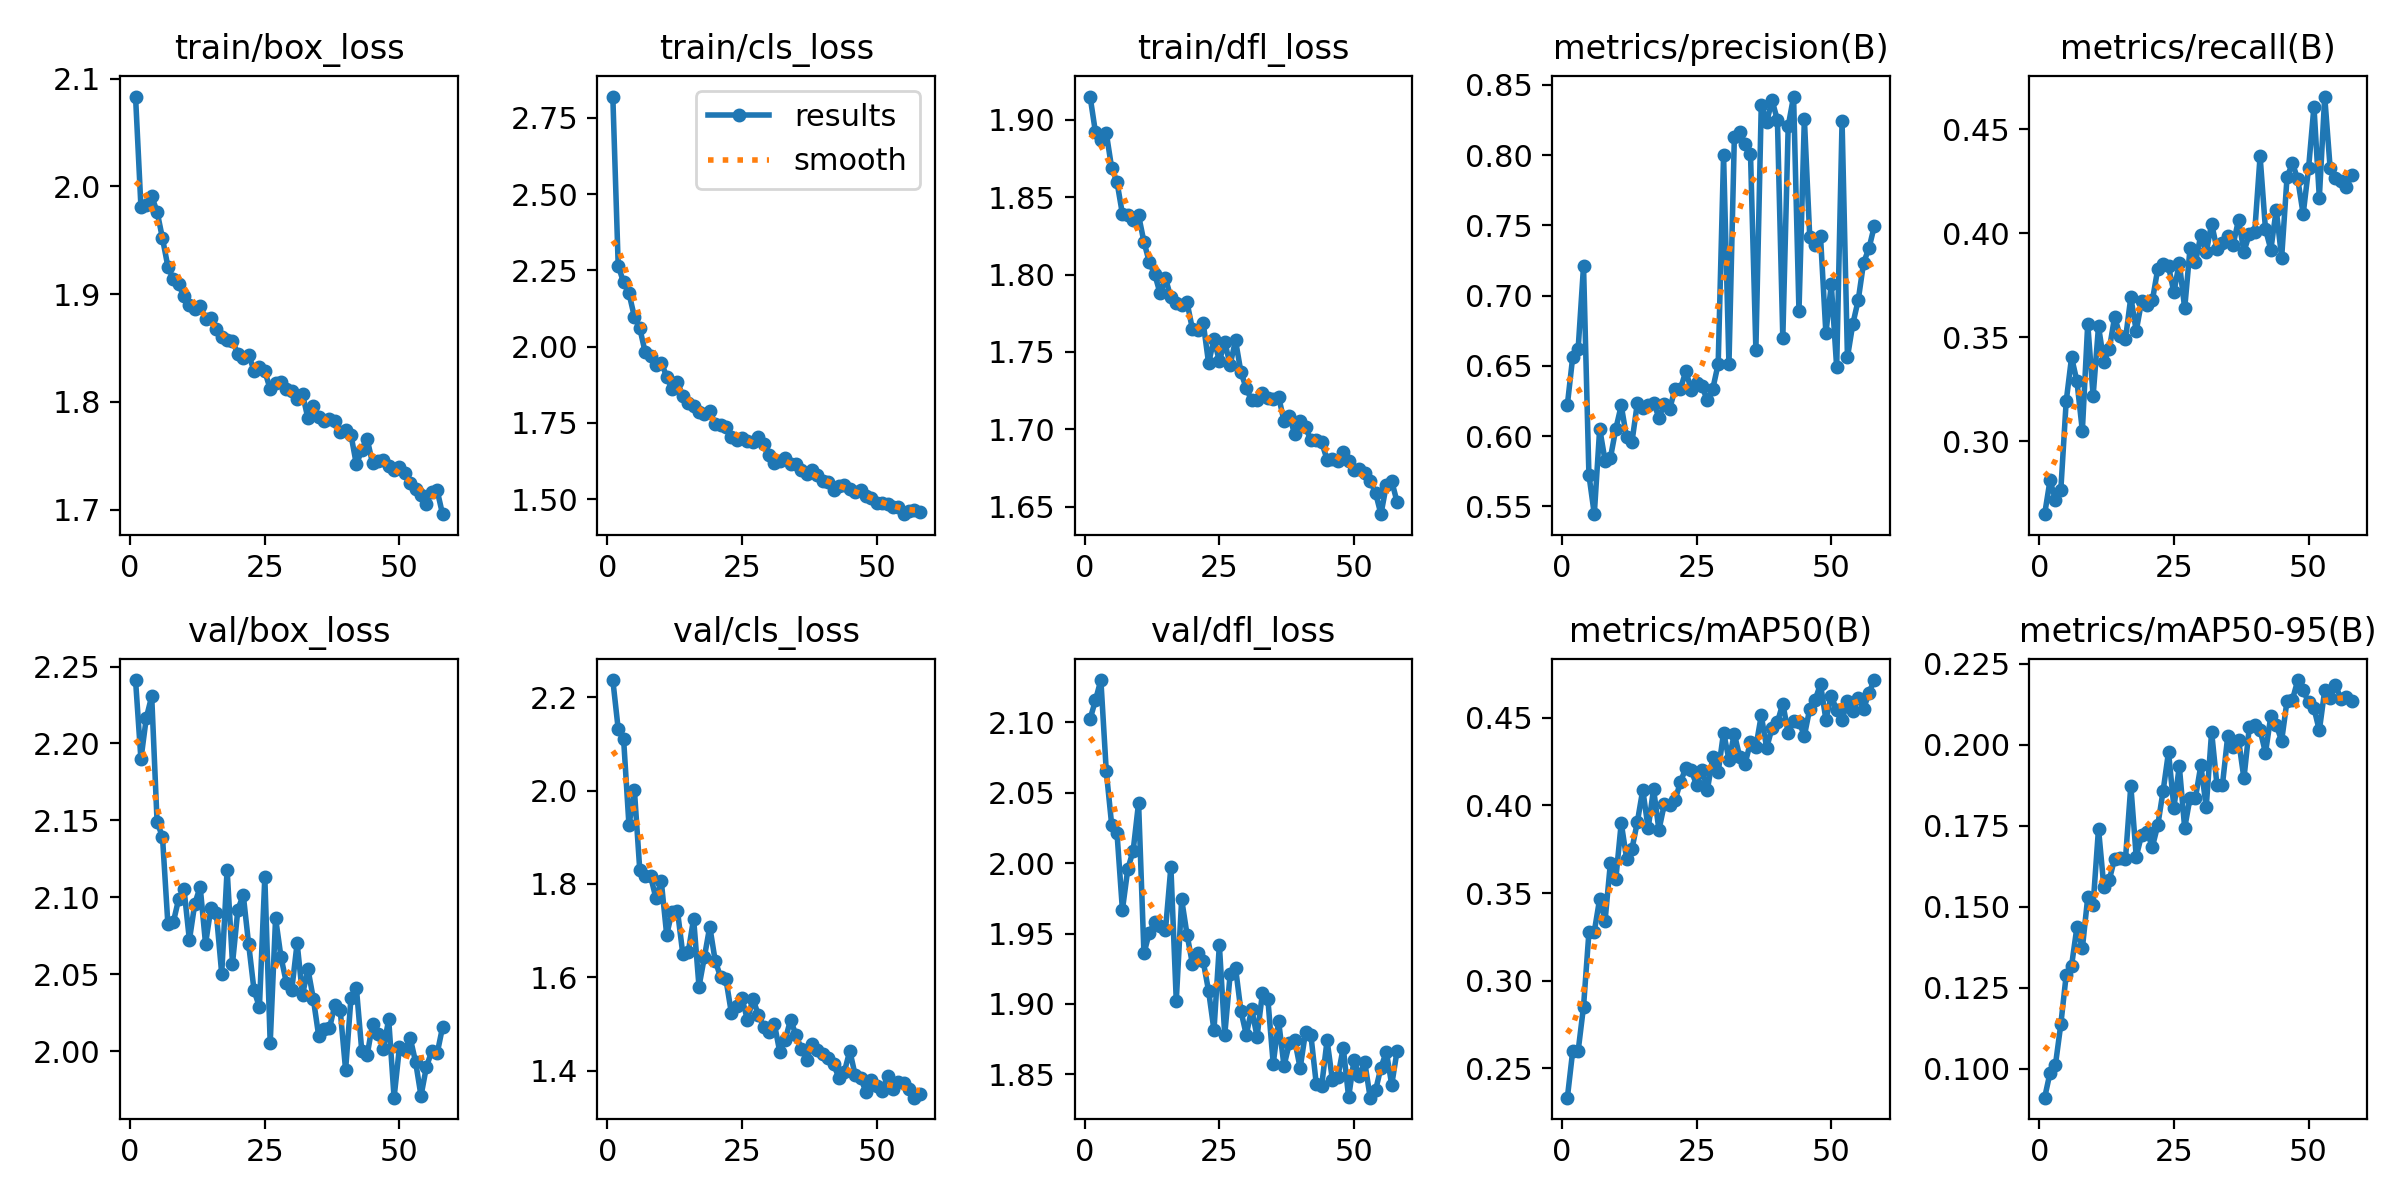 train/box_loss
2.1
2.0
1.9
1.8
1.7
0 25 50
train/cls_loss
results
smooth
2.75
2.50
2.25
2.00
1.75
1.50
0 25 50
train/dfl_loss
1.90
1.85
1.80
1.75
1.70
1.65
0 25 50
metrics/precision(B)
0.85
0.80
0.75
0.70
0.65
0.60
0.55
0 25 50
metrics/recall(B)
0.45
0.40
0.35
0.30
0 25 50
val/box_loss
2.25
2.20
2.15
2.10
2.05
2.00
0 25 50
val/cls_loss
2.2
2.0
1.8
1.6
1.4
0 25 50
val/dfl_loss
2.10
2.05
2.00
1.95
1.90
1.85
0 25 50
metrics/mAP50(B)
0.45
0.40
0.35
0.30
0.25
0 25 50
metrics/mAP50-95(B)
0.225
0.200
0.175
0.150
0.125
0.100
0 25 50